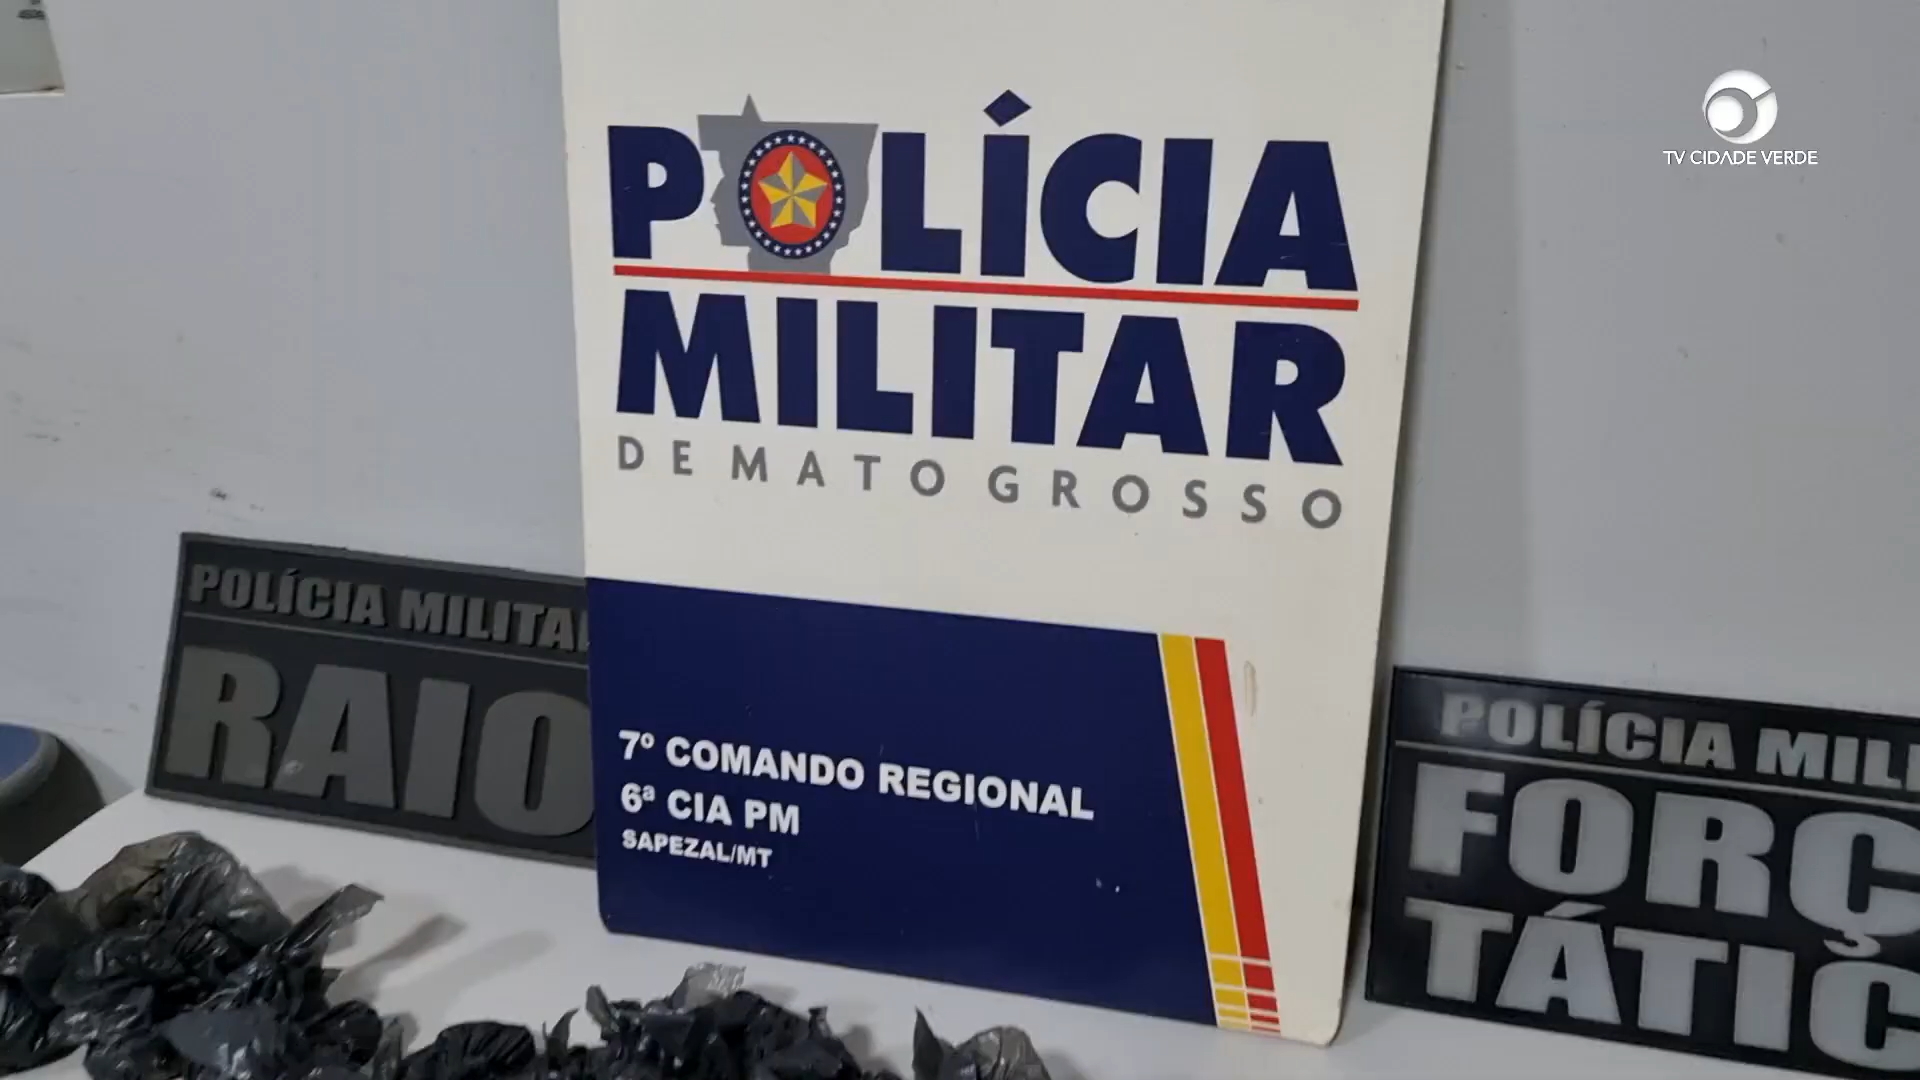 TV CIDADE VERDE
POLÍCIA
MILITAR
DE MATO GROSSO
7º COMANDO REGIONAL
6ª CIA PM
SAPEZAL/MT
POLÍCIA MILITA
RAIO
POLÍCIA MILI
FORÇ
TÁTIC